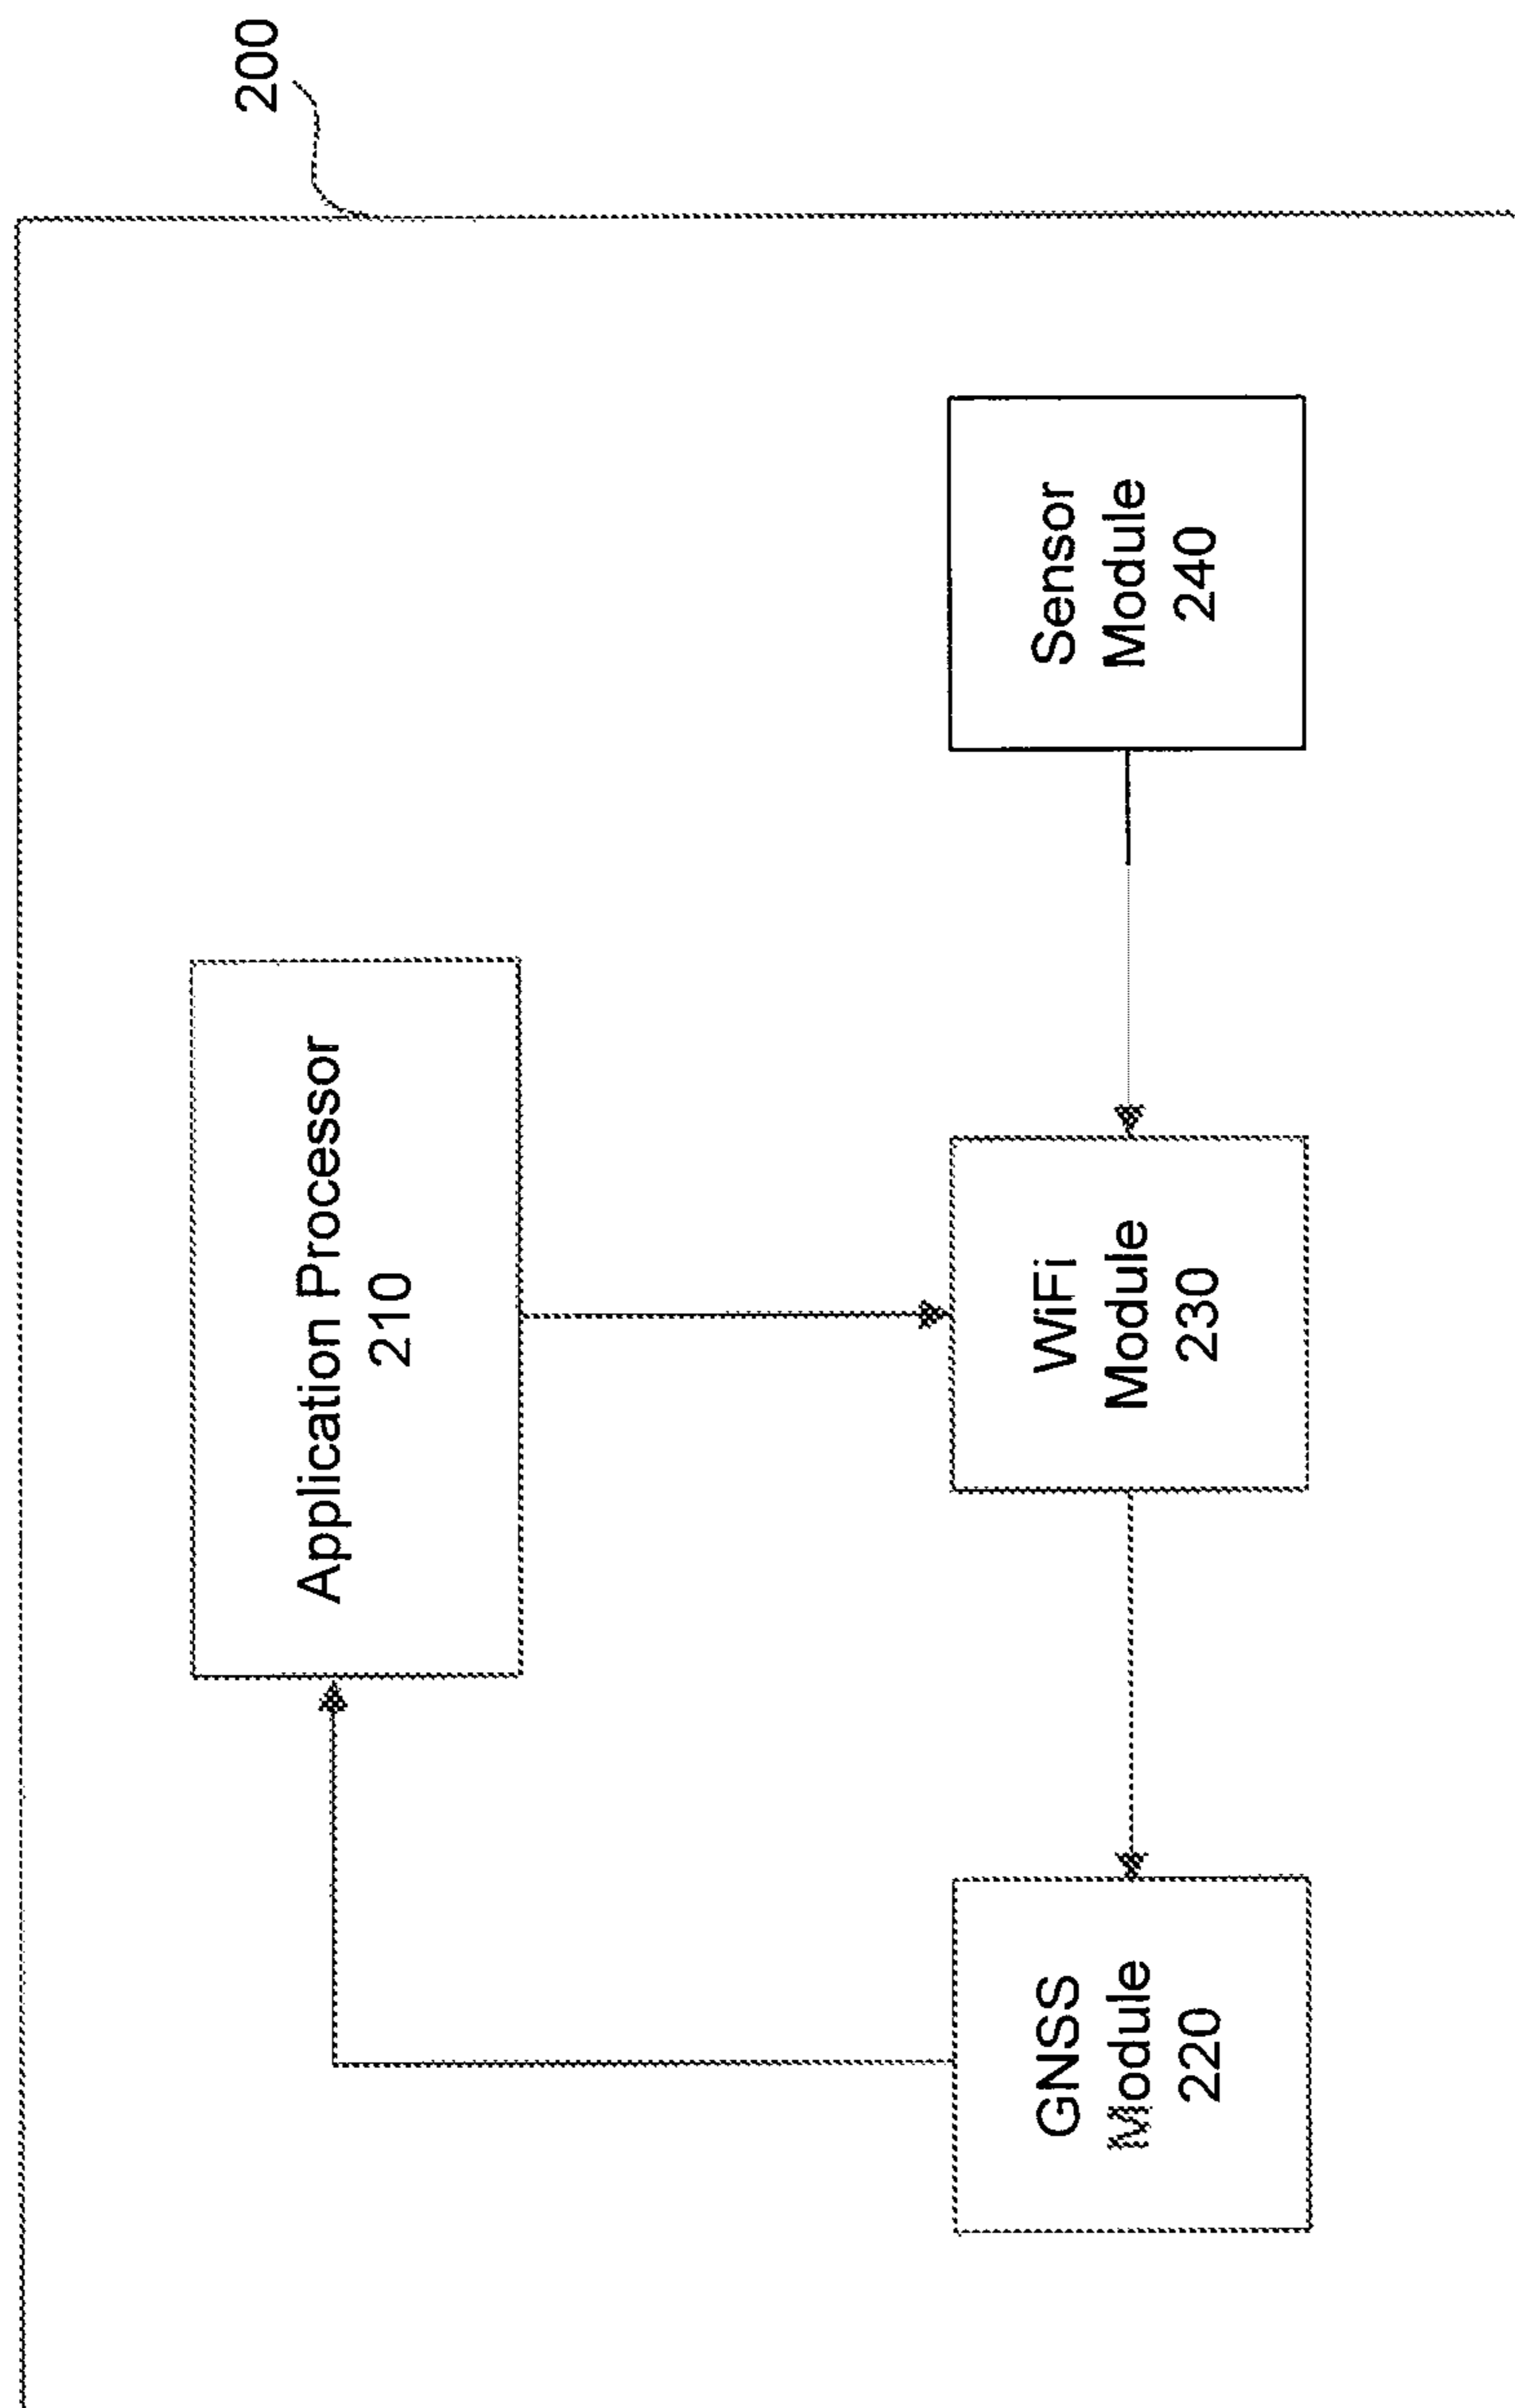 200
Application Processor
210
GNSS
Module
220
WiFi
Module
230
Sensor
Module
240